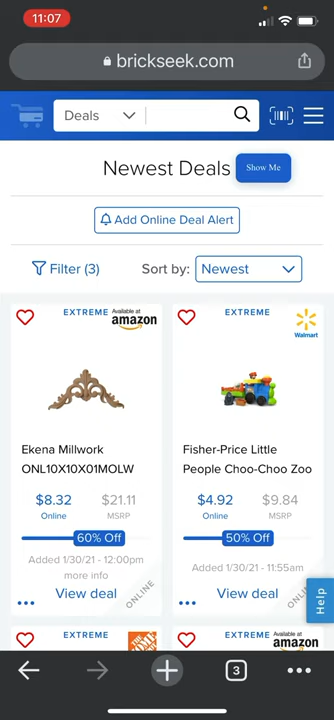 11:07
brickseek.com
Deals
Newest Deals
Show Me
Add Online Deal Alert
Filter (3)
Sort by:
Newest
EXTREME
Available at
amazon
EXTREME
Walmart
Ekena Millwork
ONL10X10X01MOLW
Fisher-Price Little
People Choo-Choo Zoo
$8.32
$21.11
Online
MSRP
$4.92
$9.84
Online
MSRP
60% Off
50% Off
Added 1/30/21 - 12:00pm
more info
Added 1/30/21 - 11:55am
View deal
ONLINE
View deal
ONLI
Help
EXTREME
EXTREME
Available at
amazon
3